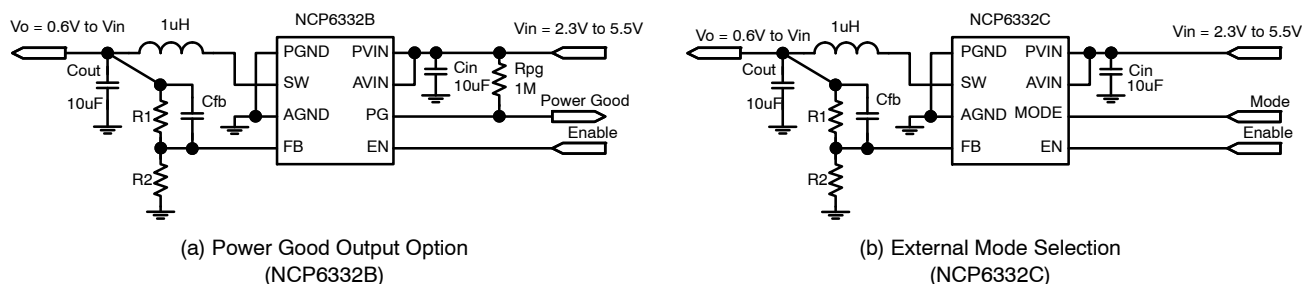 Vo = 0.6V to Vin
1uH
NCP6332B
Vin = 2.3V to 5.5V
Cout
10uF
R1
Cfb
R2
PGND
SW
AGND
FB
PVIN
AVIN
PG
EN
Cin
10uF
Rpg
1M
Power Good
Enable
(a) Power Good Output Option
(NCP6332B)
Vo = 0.6V to Vin
1uH
NCP6332C
Vin = 2.3V to 5.5V
Cout
10uF
R1
Cfb
R2
PGND
SW
AGND
FB
PVIN
AVIN
MODE
EN
Cin
10uF
Mode
Enable
(b) External Mode Selection
(NCP6332C)